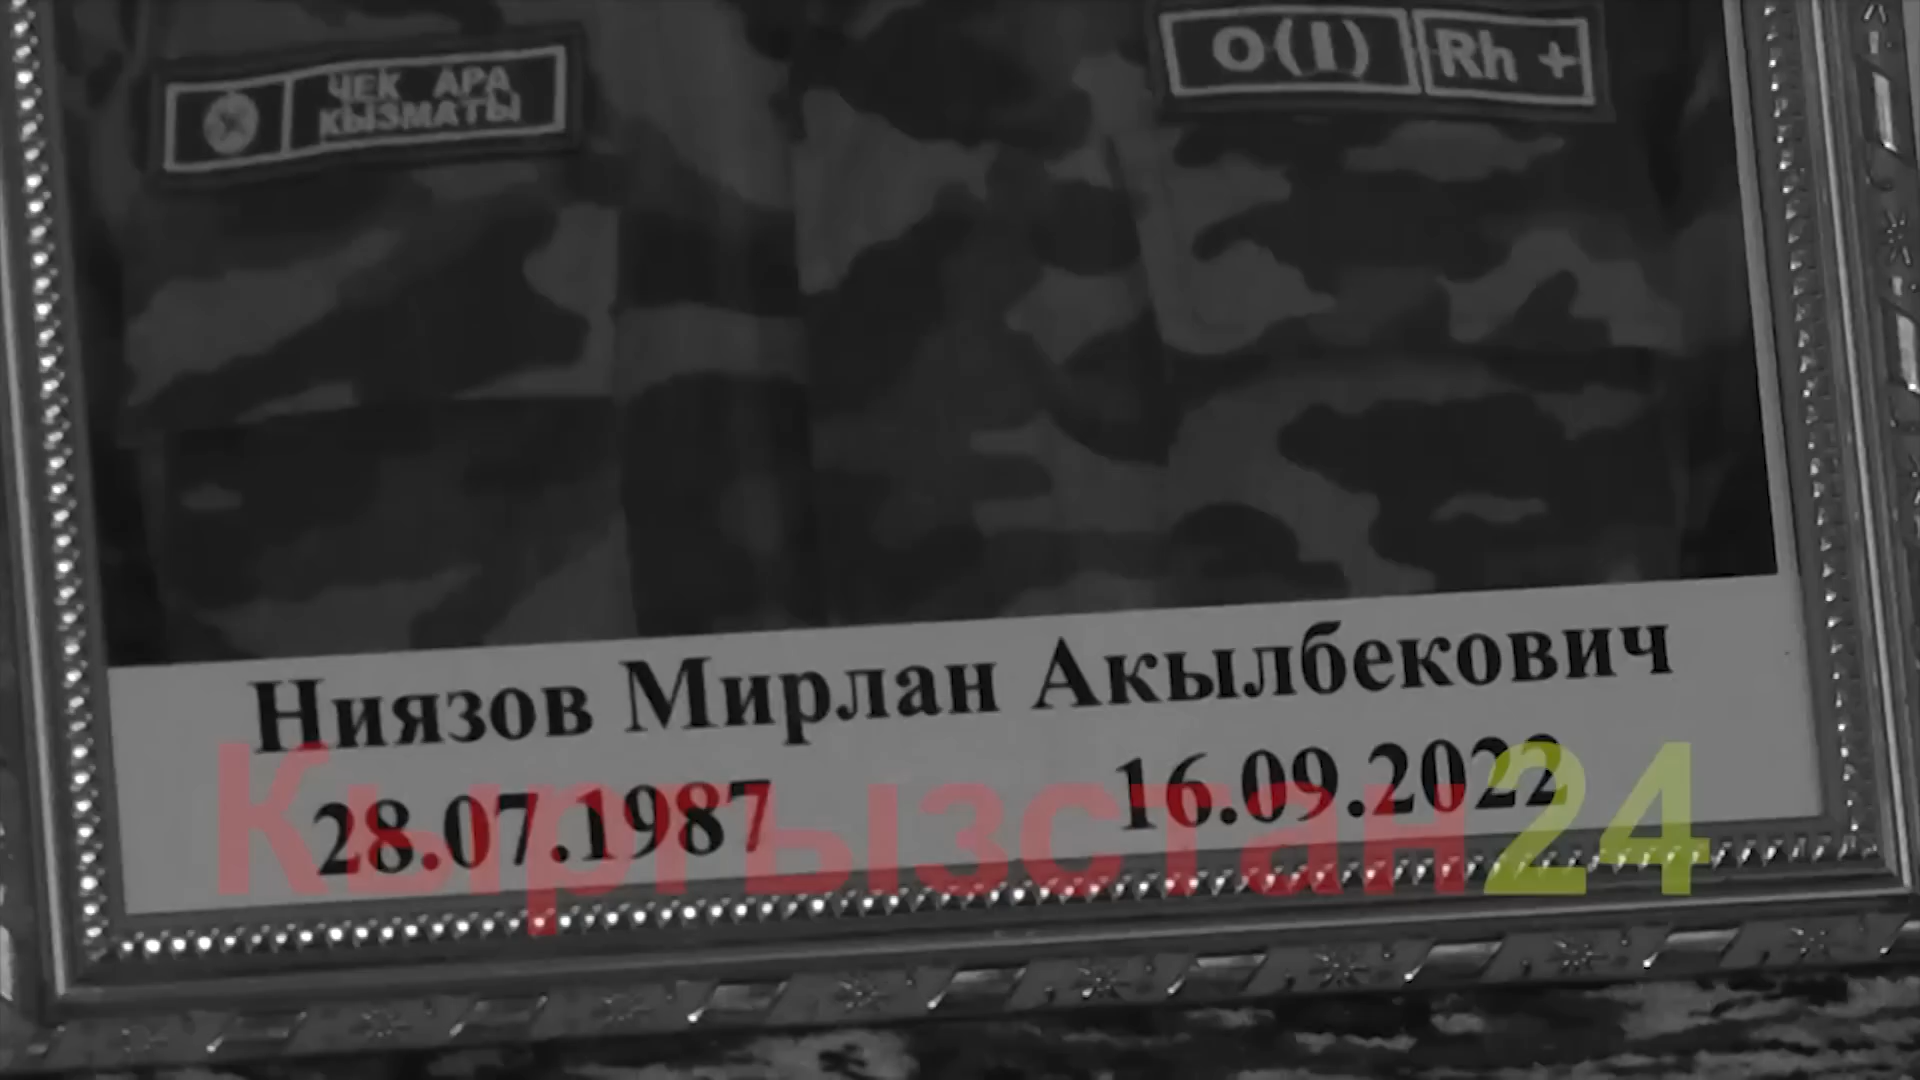 ЧЕК АРА
КЫЗМАТЫ
O(I) Rh +
Ниязов Мирлан Акылбекович
28.07.1987 16.09.2022
Кыргызстан24